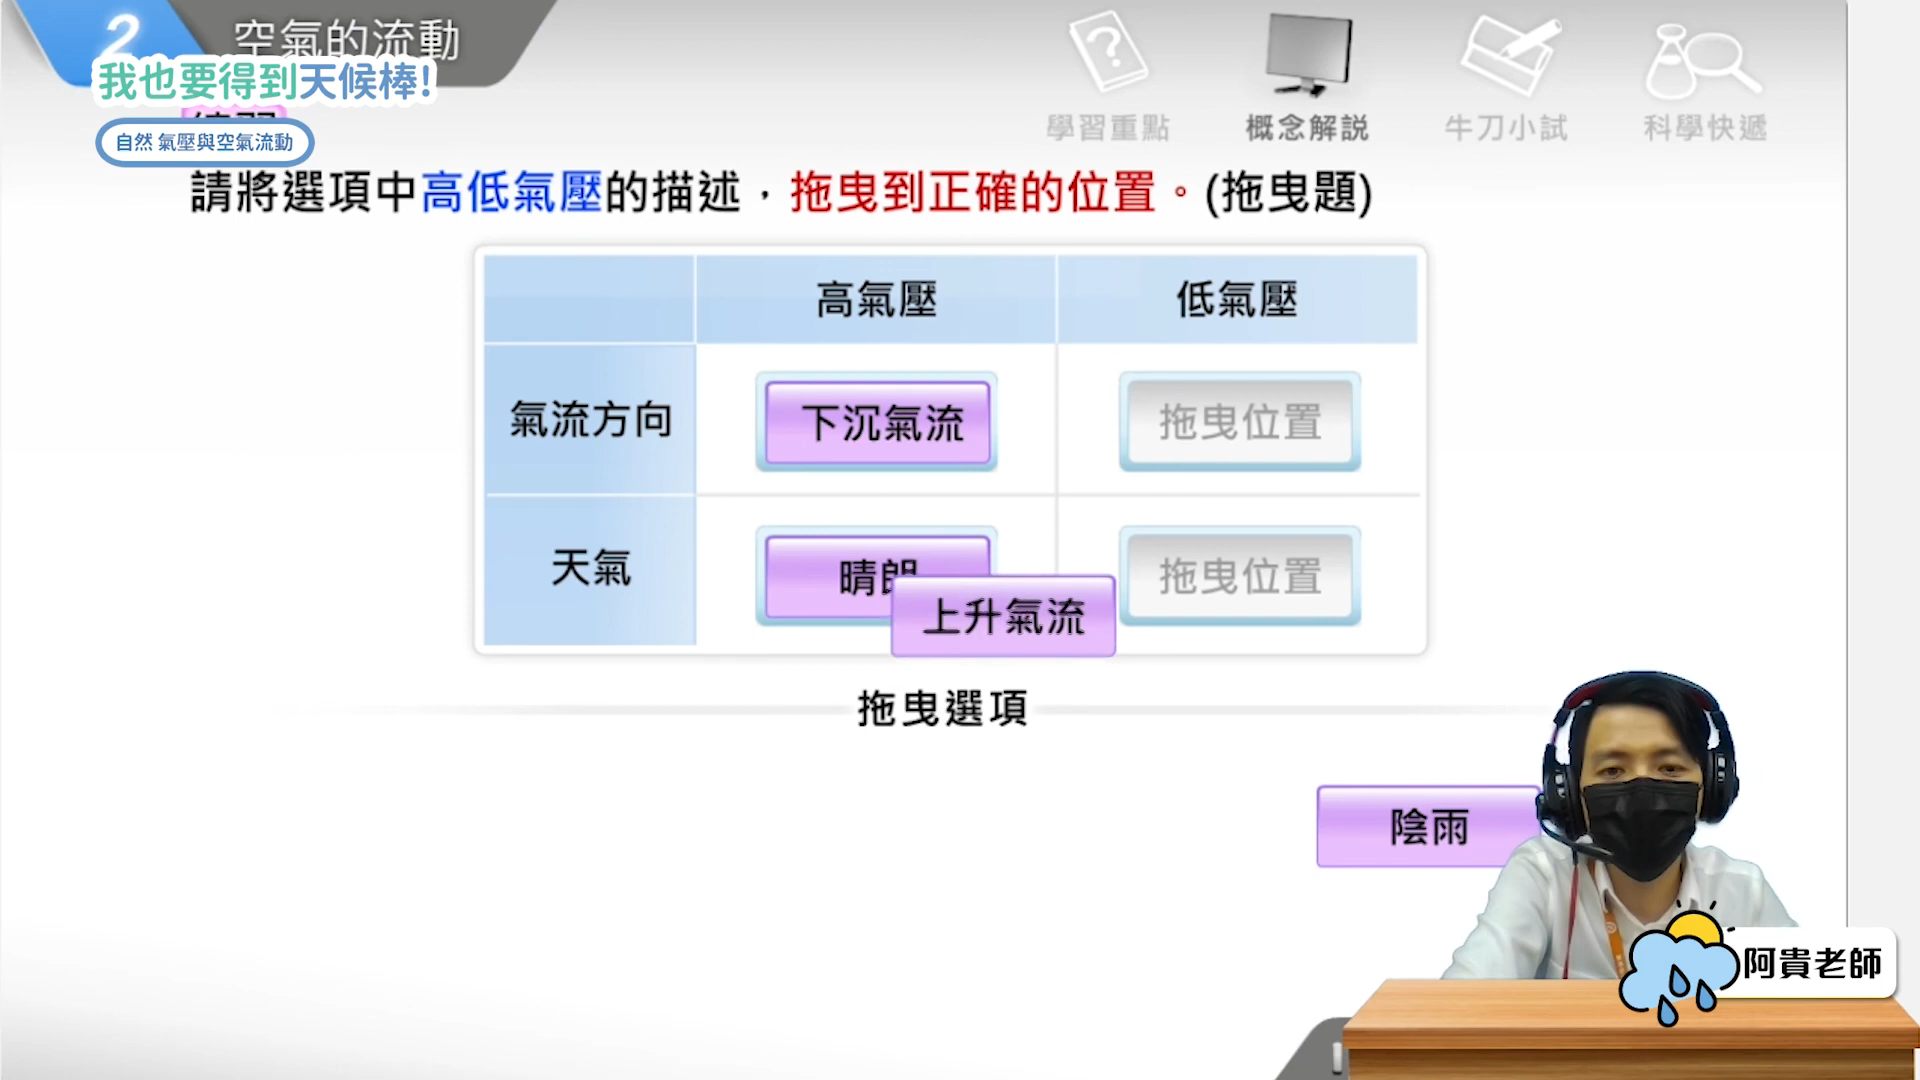 2 空氣的流動
我也要得到天候棒!
練習
自然 氣壓與空氣流動
學習重點
概念解說
牛刀小試
科學快遞
請將選項中高低氣壓的描述，拖曳到正確的位置。(拖曳題)
高氣壓 低氣壓
氣流方向 下沉氣流 拖曳位置
天氣 晴朗 拖曳位置
上升氣流
拖曳選項
陰雨
阿貴老師